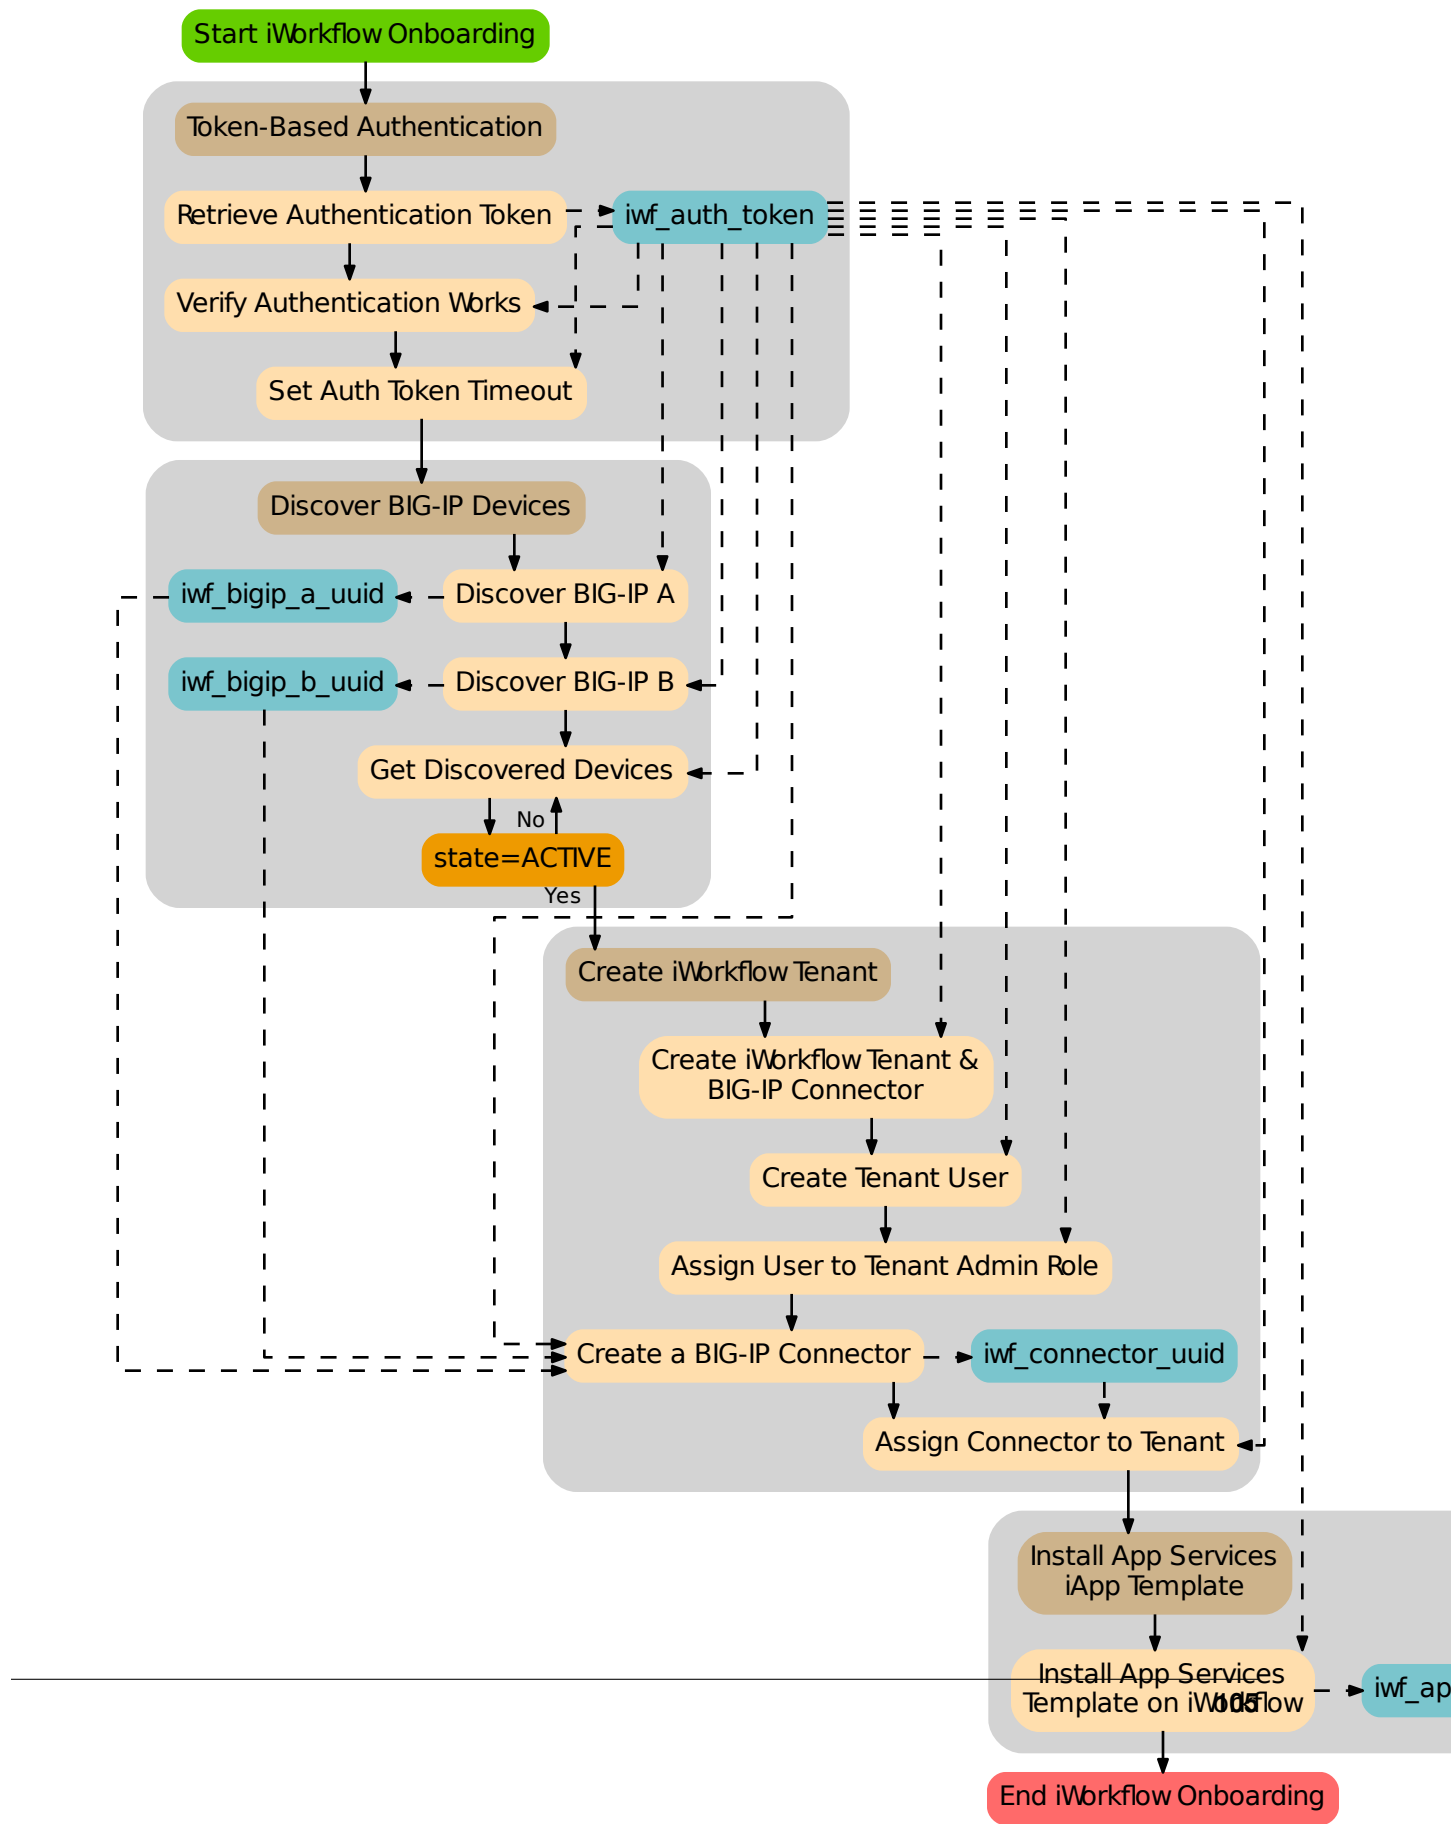 Start iWorkflow Onboarding
Token-Based Authentication
Retrieve Authentication Token
iwf_auth_token
Verify Authentication Works
Set Auth Token Timeout
Discover BIG-IP Devices
iwf_bigip_a_uuid
Discover BIG-IP A
iwf_bigip_b_uuid
Discover BIG-IP B
Get Discovered Devices
No
state=ACTIVE
Yes
Create iWorkflow Tenant
Create iWorkflow Tenant &
BIG-IP Connector
Create Tenant User
Assign User to Tenant Admin Role
Create a BIG-IP Connector
iwf_connector_uuid
Assign Connector to Tenant
Install App Services
iApp Template
Install App Services
Template on iWorkflow
105
iwf_ap
End iWorkflow Onboarding